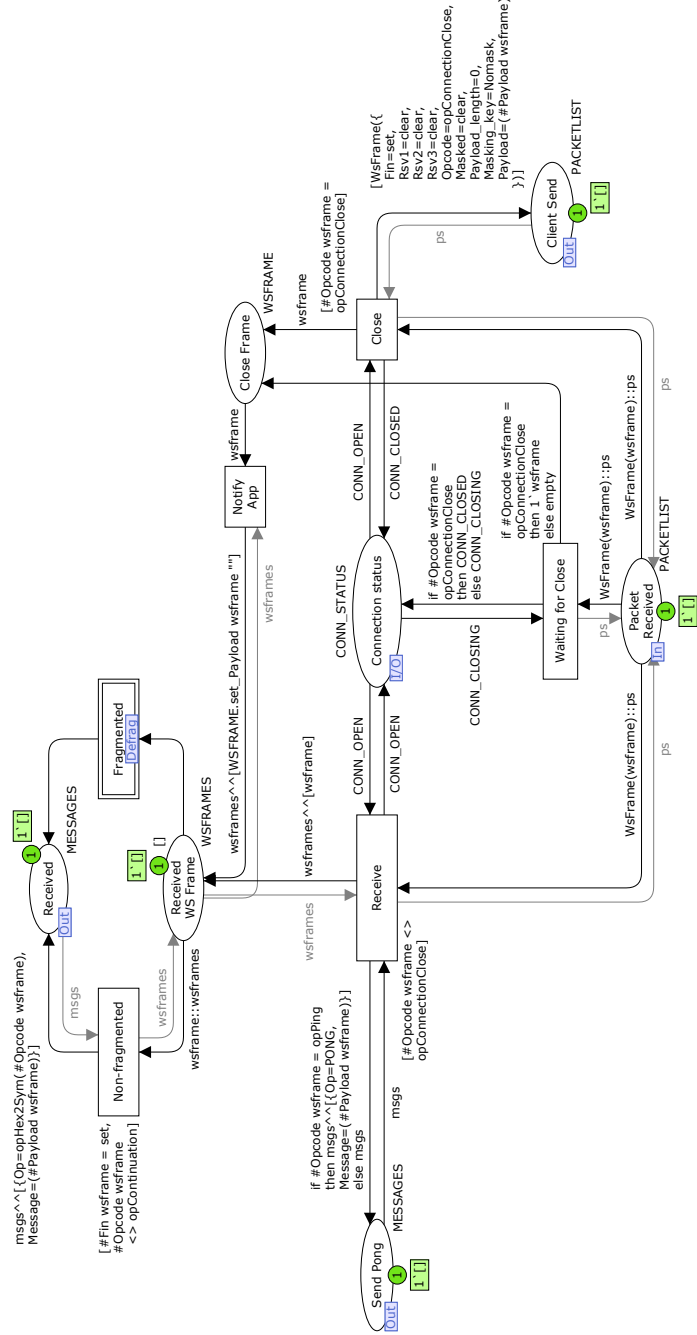 msgs^^[{Op=opHex2Sym(#Opcode wsframe),
Message=(#Payload wsframe)}]
[#Fin wsframe = set,
#Opcode wsframe
<> opContinuation]
Non-fragmented
msgs
wsframes
wsframe::wsframes
Received
Out
1
1`[]
MESSAGES
Received
WS Frame
1
1`[]
[]
WSFRAMES
Fragmented
Defrag
wsframes^^[WSFRAME.set_Payload wsframe ""]
wsframes
Notify
App
wsframe
Close Frame
WSFRAME
wsframe
[#Opcode wsframe =
opConnectionClose]
if #Opcode wsframe = opPing
then msgs^^[{Op=PONG,
Message=(#Payload wsframe)}]
else msgs
msgs
Send Pong
MESSAGES
Out
1
1`[]
wsframes
wsframes^^[wsframe]
Receive
[#Opcode wsframe <>
opConnectionClose]
CONN_OPEN
CONN_OPEN
CONN_STATUS
Connection status
I/O
CONN_OPEN
CONN_CLOSED
Close
ps
[WsFrame({
Fin=set,
Rsv1=clear,
Rsv2=clear,
Rsv3=clear,
Opcode=opConnectionClose,
Masked=clear,
Payload_length=0,
Masking_key=Nomask,
Payload=(#Payload wsframe)
})]
Client Send
Out
1
1`[]
PACKETLIST
CONN_CLOSING
if #Opcode wsframe =
opConnectionClose
then CONN_CLOSED
else CONN_CLOSING
if #Opcode wsframe =
opConnectionClose
then 1`wsframe
else empty
Waiting for Close
ps
WsFrame(wsframe)::ps
WsFrame(wsframe)::ps
ps
Packet
Received
In
1
1`[]
PACKETLIST
WsFrame(wsframe)::ps
ps